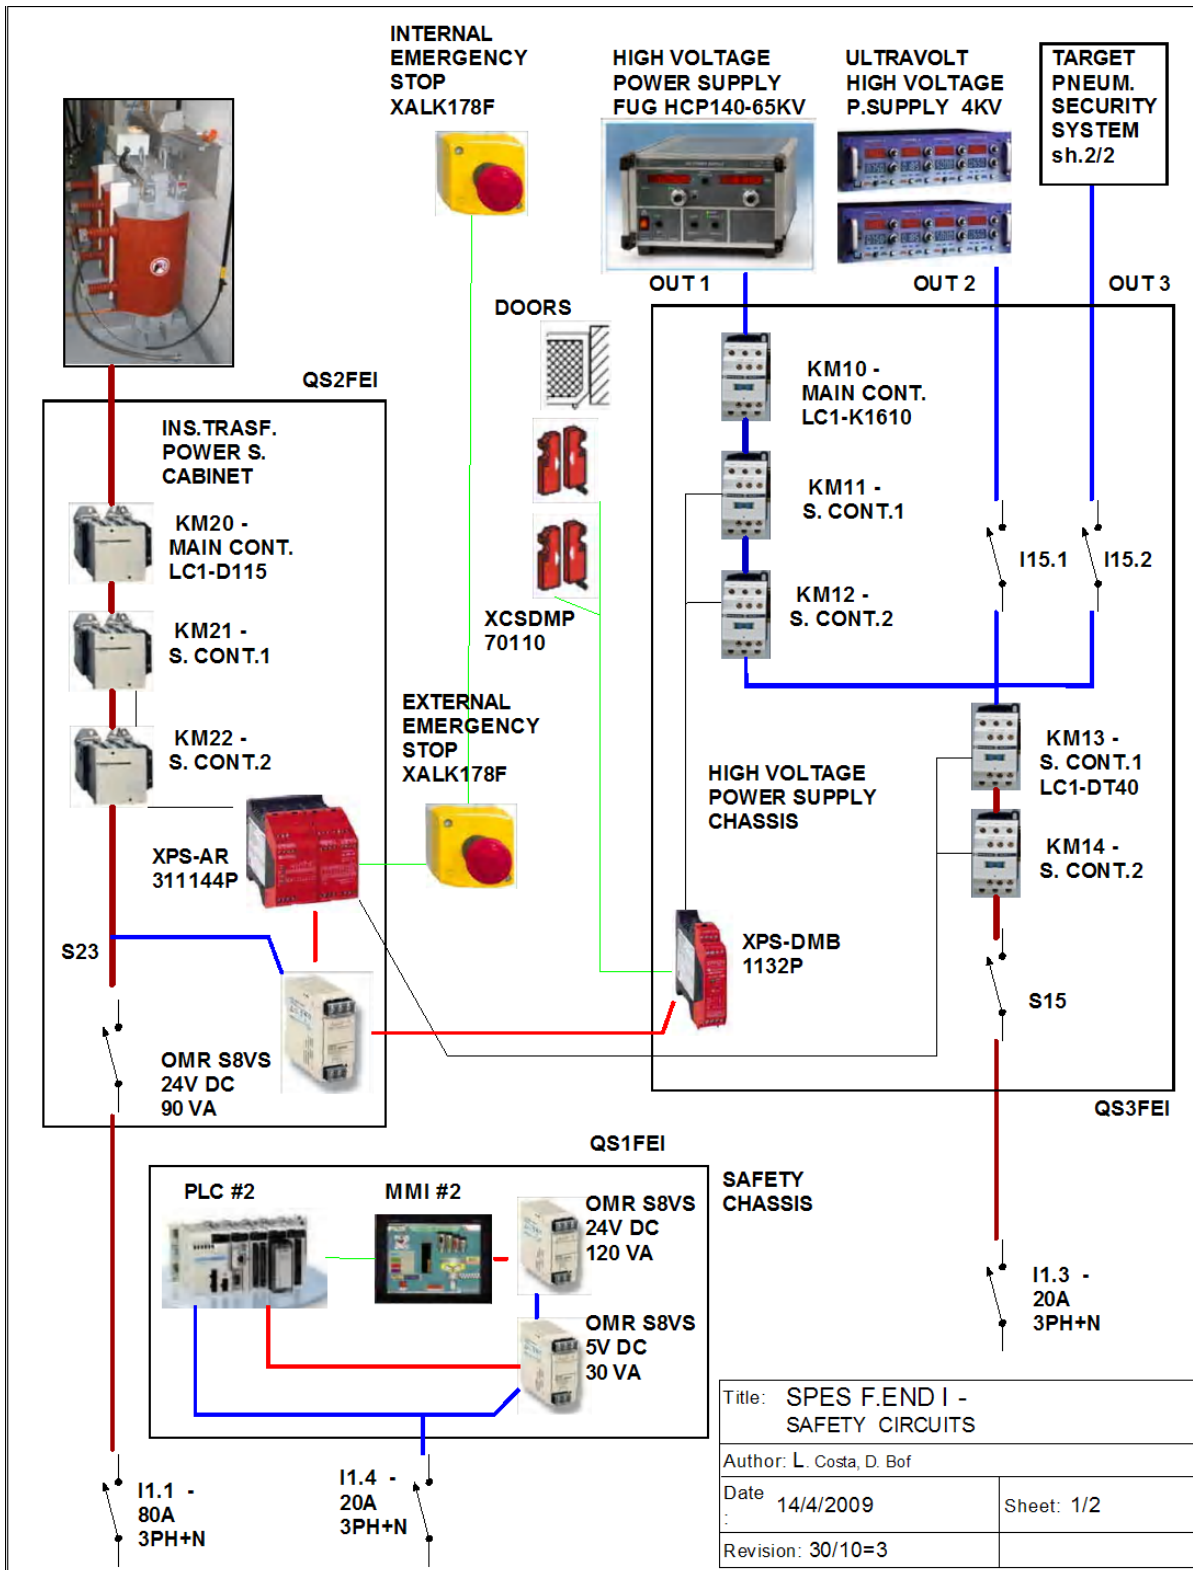 INTERNAL
EMERGENCY
STOP
XALK178F
HIGH VOLTAGE
POWER SUPPLY
FUG HCP140-65KV
ULTRAVOLT
HIGH VOLTAGE
P.SUPPLY 4KV
TARGET
PNEUM.
SECURITY
SYSTEM
sh.2/2
OUT 1
OUT 2
OUT 3
DOORS
QS2FEI
INS.TRASF.
POWER S.
CABINET
KM20 -
MAIN CONT.
LC1-D115
KM21 -
S. CONT.1
KM22 -
S. CONT.2
XCSDMP
70110
KM10 -
MAIN CONT.
LC1-K1610
KM11 -
S. CONT.1
KM12 -
S. CONT.2
I15.1
I15.2
EXTERNAL
EMERGENCY
STOP
XALK178F
HIGH VOLTAGE
POWER SUPPLY
CHASSIS
KM13 -
S. CONT.1
LC1-DT40
KM14 -
S. CONT.2
XPS-AR
311144P
XPS-DMB
1132P
S23
S15
OMR S8VS
24V DC
90 VA
QS3FEI
QS1FEI
SAFETY
CHASSIS
PLC #2
MMI #2
OMR S8VS
24V DC
120 VA
OMR S8VS
5V DC
30 VA
I1.3 -
20A
3PH+N
I1.1 -
80A
3PH+N
I1.4 -
20A
3PH+N
Title: SPES F.END I -
SAFETY CIRCUITS
Author: L. Costa, D. Bof
Date : 14/4/2009
Sheet: 1/2
Revision: 30/10=3